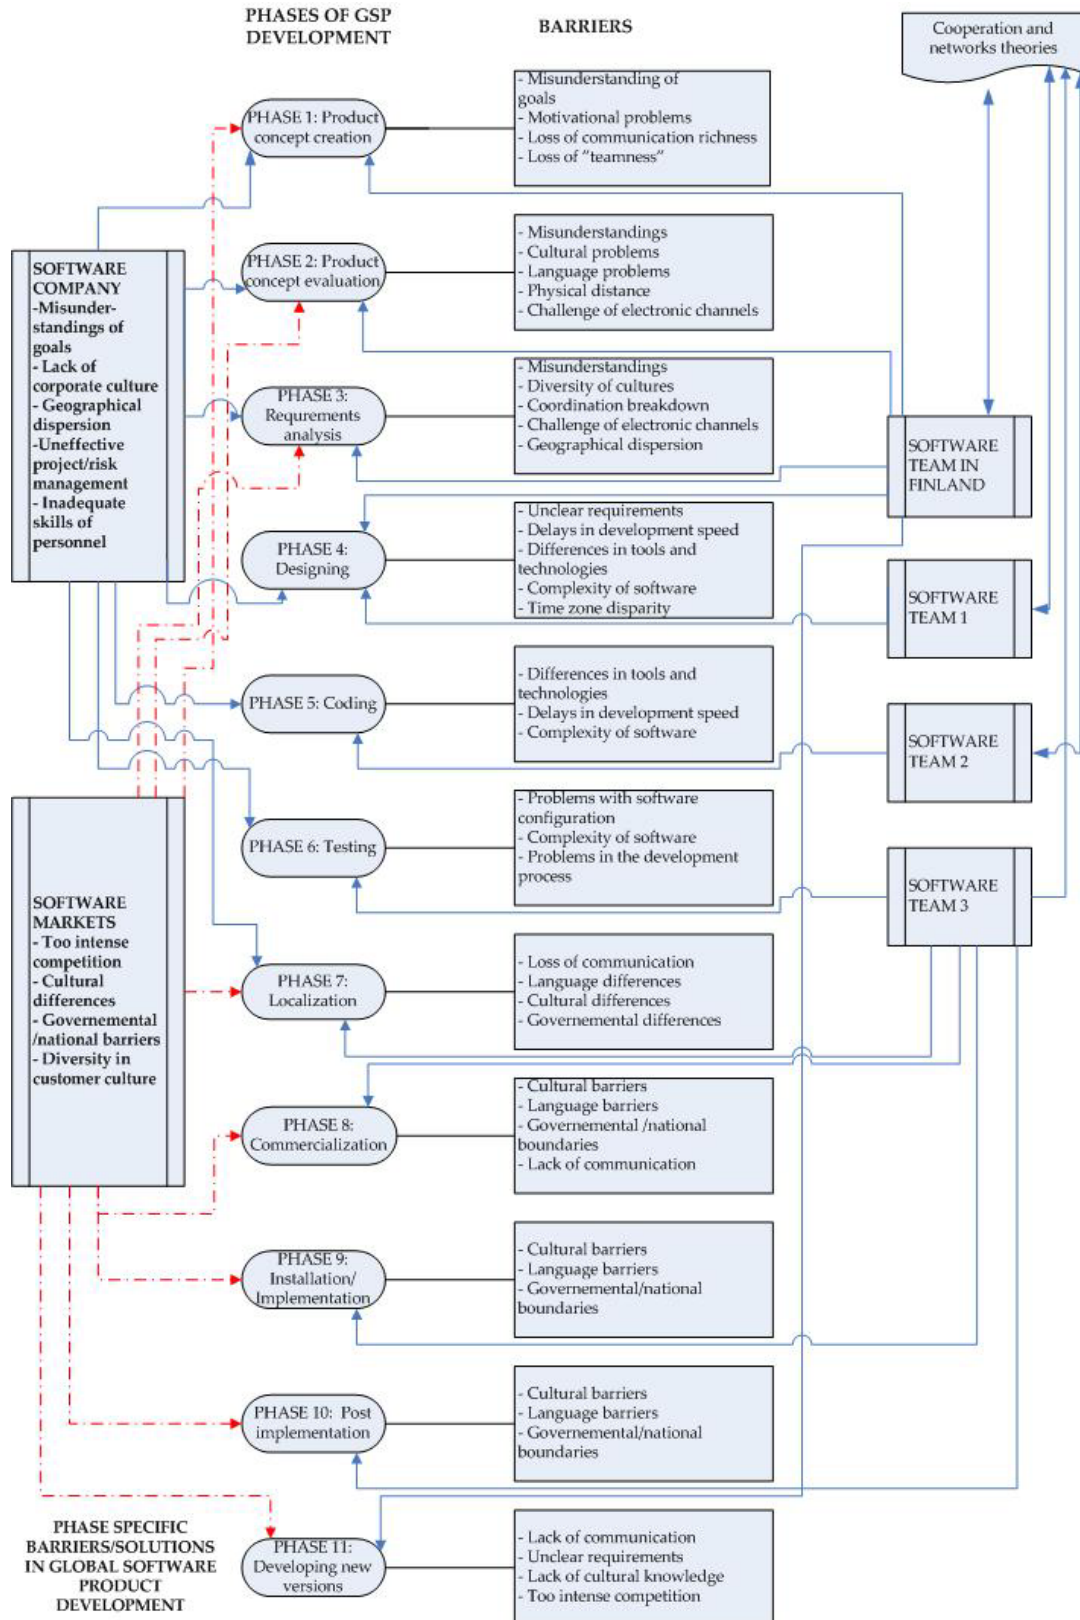 PHASES OF GSP
DEVELOPMENT
BARRIERS
Cooperation and
networks theories
PHASE 1: Product
concept creation
- Misunderstanding of
goals
- Motivational problems
- Loss of communication richness
- Loss of “teamness”
SOFTWARE
COMPANY
-Misunder-
standings of
goals
- Lack of
corporate culture
- Geographical
dispersion
-Uneffective
project/risk
management
- Inadequate
skills of
personnel
PHASE 2: Product
concept evaluation
- Misunderstandings
- Cultural problems
- Language problems
- Physical distance
- Challenge of electronic channels
PHASE 3:
Requrements
analysis
- Misunderstandings
- Diversity of cultures
- Coordination breakdown
- Challenge of electronic channels
- Geographical dispersion
SOFTWARE
TEAM IN
FINLAND
PHASE 4:
Designing
- Unclear requirements
- Delays in development speed
- Differences in tools and
technologies
- Complexity of software
- Time zone disparity
SOFTWARE
TEAM 1
PHASE 5: Coding
- Differences in tools and
technologies
- Delays in development speed
- Complexity of software
SOFTWARE
TEAM 2
PHASE 6: Testing
- Problems with software
configuration
- Complexity of software
- Problems in the development
process
SOFTWARE
TEAM 3
SOFTWARE
MARKETS
- Too intense
competition
- Cultural
differences
- Governemental
/national barriers
- Diversity in
customer culture
PHASE 7:
Localization
- Loss of communication
- Language differences
- Cultural differences
- Governemental differences
PHASE 8:
Commercialization
- Cultural barriers
- Language barriers
- Governemental /national
boundaries
- Lack of communication
PHASE 9:
Installation/
Implementation
- Cultural barriers
- Language barriers
- Governemental/national
boundaries
PHASE 10: Post
implementation
- Cultural barriers
- Language barriers
- Governemental/national
boundaries
PHASE SPECIFIC
BARRIERS/SOLUTIONS
IN GLOBAL SOFTWARE
PRODUCT
DEVELOPMENT
PHASE 11:
Developing new
versions
- Lack of communication
- Unclear requirements
- Lack of cultural knowledge
- Too intense competition